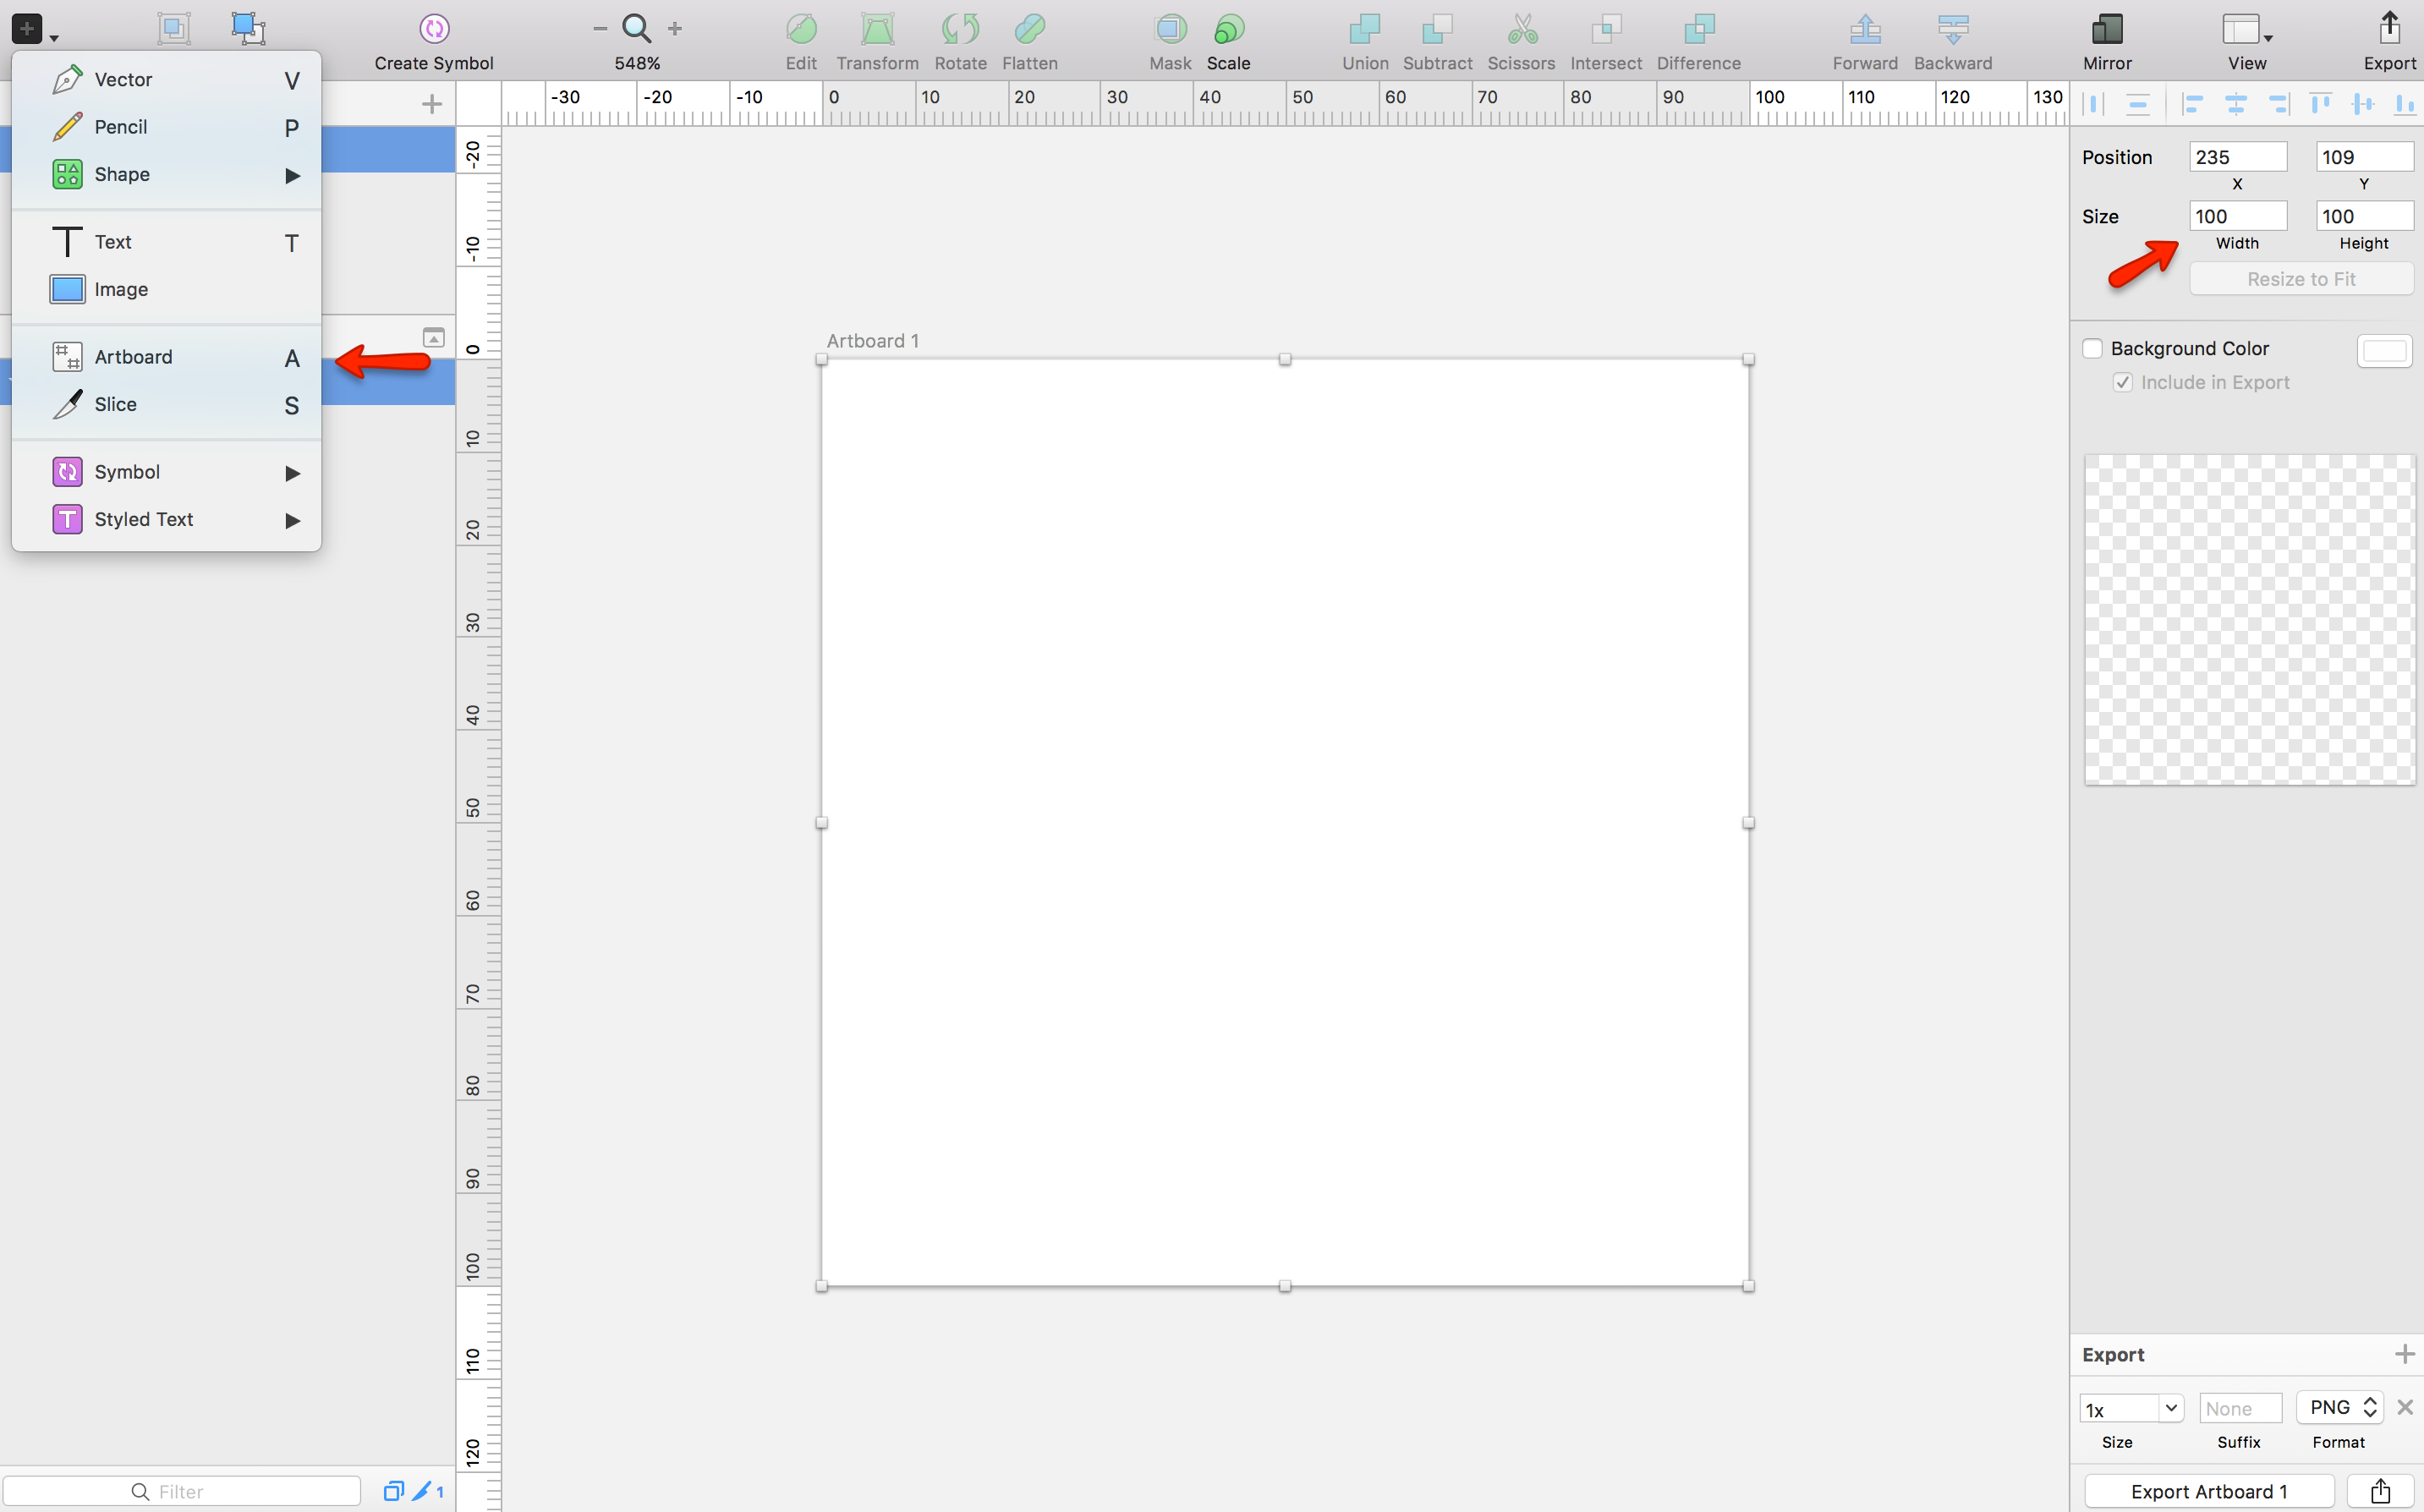 Create Symbol
548%
Edit
Transform
Rotate
Flatten
Mask
Scale
Union
Subtract
Scissors
Intersect
Difference
Forward
Backward
Mirror
View
Export
Vector V
Pencil P
Shape
Text T
Image
Artboard A
Slice S
Symbol
Styled Text
-30 -20 -10 0 10 20 30 40 50 60 70 80 90 100 110 120 130
-20
-10
0
10
20
30
40
50
60
70
80
90
100
110
120
Artboard 1
Position 235 109
X Y
Size 100 100
Width Height
Resize to Fit
Background Color
Include in Export
Export
1x None PNG
Size Suffix Format
Export Artboard 1
Filter
1